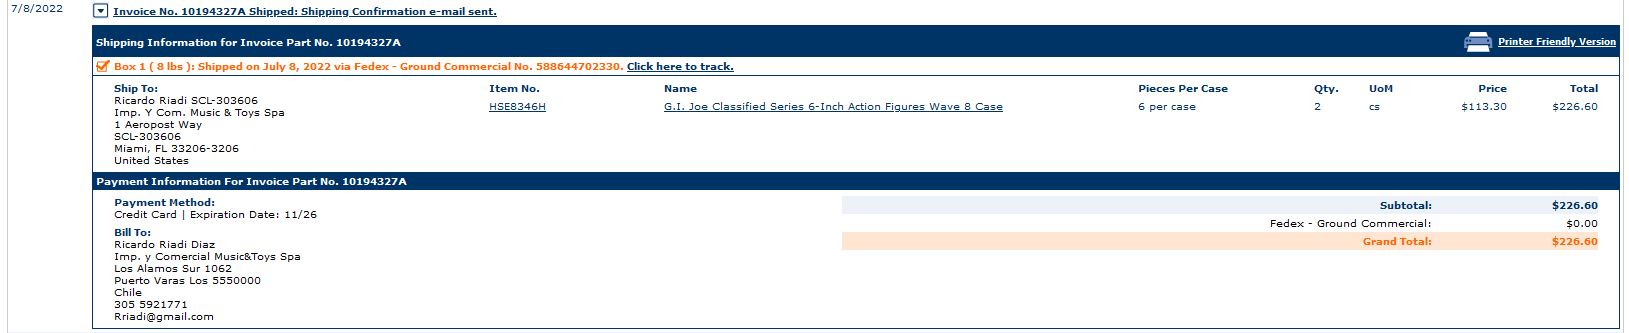 7/8/2022
Invoice No. 10194327A Shipped: Shipping Confirmation e-mail sent.
Shipping Information for Invoice Part No. 10194327A
Printer Friendly Version
Box 1 ( 8 lbs ): Shipped on July 8, 2022 via Fedex - Ground Commercial No. 588644702330. Click here to track.
Ship To:
Ricardo Riadi SCL-303606
Imp. Y Com. Music & Toys Spa
1 Aeropost Way
SCL-303606
Miami, FL 33206-3206
United States
Item No. Name Pieces Per Case Qty. UoM Price Total
HSE8346H G.I. Joe Classified Series 6-Inch Action Figures Wave 8 Case 6 per case 2 cs $113.30 $226.60
Payment Information For Invoice Part No. 10194327A
Payment Method:
Credit Card | Expiration Date: 11/26
Bill To:
Ricardo Riadi Diaz
Imp. y Comercial Music&Toys Spa
Los Alamos Sur 1062
Puerto Varas Los 5550000
Chile
305 5921771
Rriadi@gmail.com
Subtotal: $226.60
Fedex - Ground Commercial: $0.00
Grand Total: $226.60